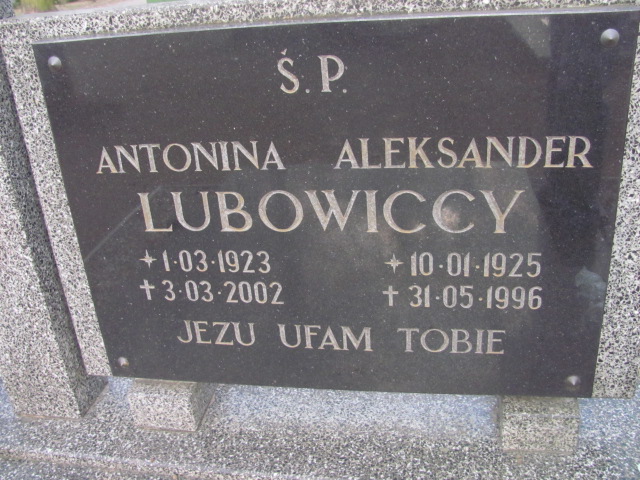 Ś.P.
ANTONINA ALEKSANDER
LUBOWICCY
*1·03·1923 *10·01·1925
†3·03·2002 †31·05·1996
JEZU UFAM TOBIE